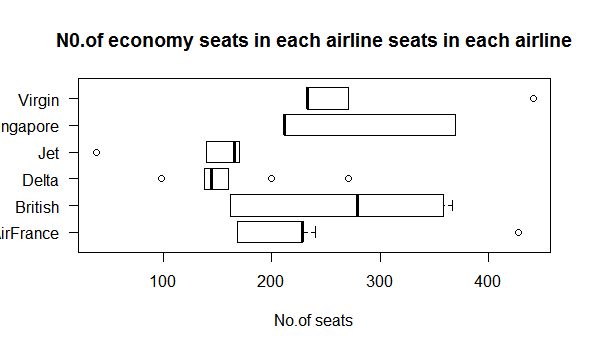 N0.of economy seats in each airline seats in each airline
Virgin
ngapore
Jet
Delta
British
AirFrance
100 200 300 400
No.of seats